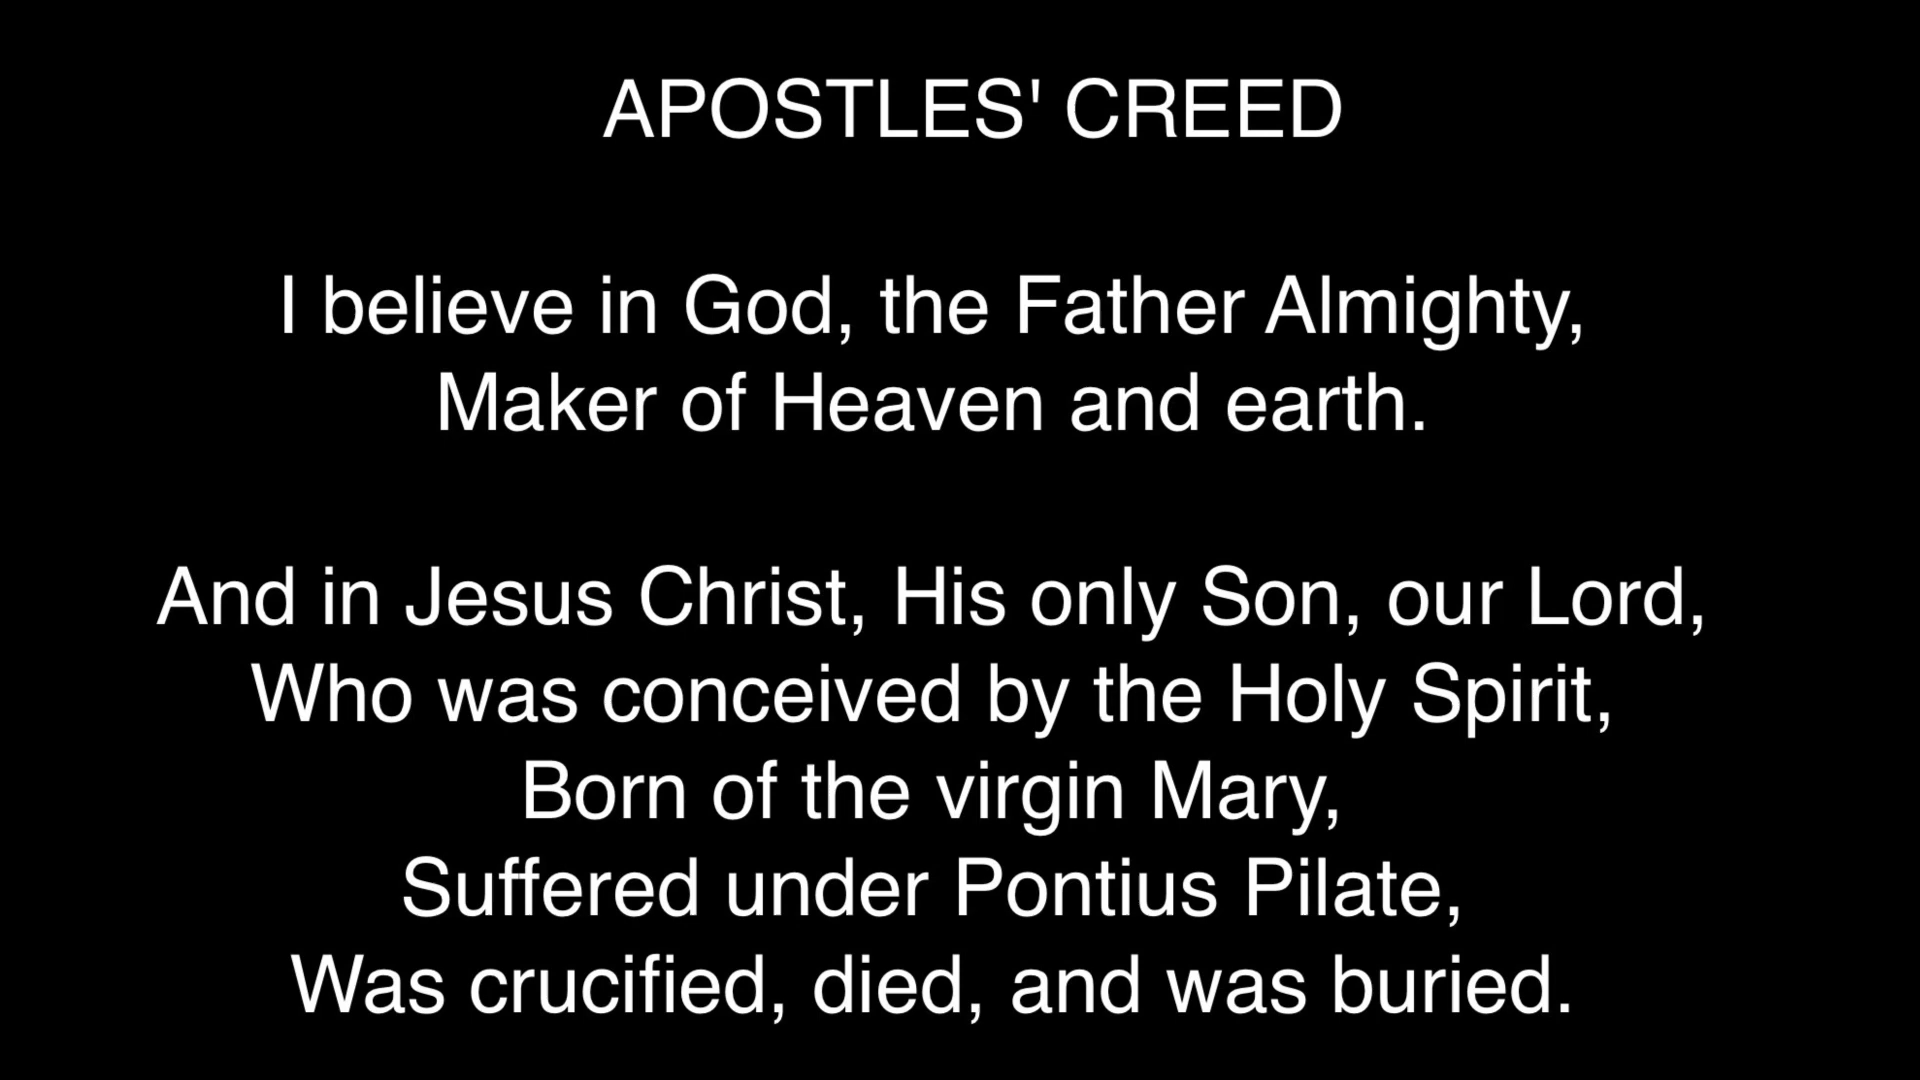 APOSTLES' CREED
I believe in God, the Father Almighty,
Maker of Heaven and earth.
And in Jesus Christ, His only Son, our Lord,
Who was conceived by the Holy Spirit,
Born of the virgin Mary,
Suffered under Pontius Pilate,
Was crucified, died, and was buried.